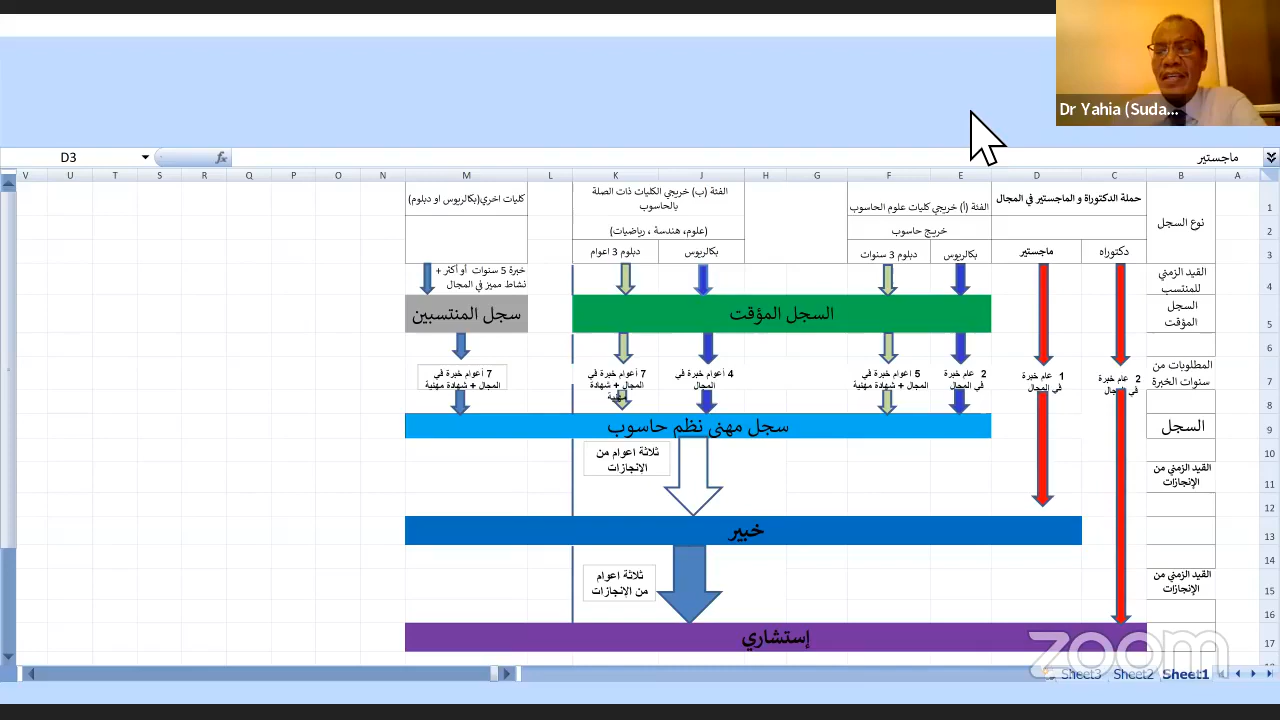 Dr Yahia (Suda...
D3
fx
ماجستير
V U T S R Q P O N M L K J H G F E D C B A
نوع السجل
حملة الدكتوراة و الماجستير في المجال
الفئة (أ) خريجي كليات علوم الحاسوب
الفئة (ب) خريجي الكليات ذات الصلة
بالحاسوب
كليات اخري(بكالريوس او دبلوم)
خريج حاسوب
(علوم، هندسة ، رياضيات)
دكتوراه
ماجستير
بكالريوس
دبلوم 3 سنوات
بكالريوس
دبلوم 3 اعوام
القيد الزمني
للمنتسب
خبرة 5 سنوات أو أكثر +
نشاط مميز في المجال
السجل
المؤقت
السجل المؤقت
سجل المنتسبين
المطلوبات من
سنوات الخبرة
2 عام خبرة
في المجال
1 عام خبرة
في المجال
2 عام خبرة
في المجال
5 اعوام خبرة في
المجال + شهادة مهنية
4 أعوام خبرة في
المجال
7 أعوام خبرة في
المجال + شهادة
مهنية
7 أعوام خبرة في
المجال + شهادة مهنية
السجل
سجل مهني نظم حاسوب
القيد الزمني من
الإنجازات
ثلاثة اعوام من
الإنجازات
خبير
القيد الزمني من
الإنجازات
ثلاثة اعوام
من الإنجازات
إستشاري
1
2
3
4
5
6
7
8
9
10
11
12
13
14
15
16
17
zoom
Sheet3 Sheet2 Sheet1